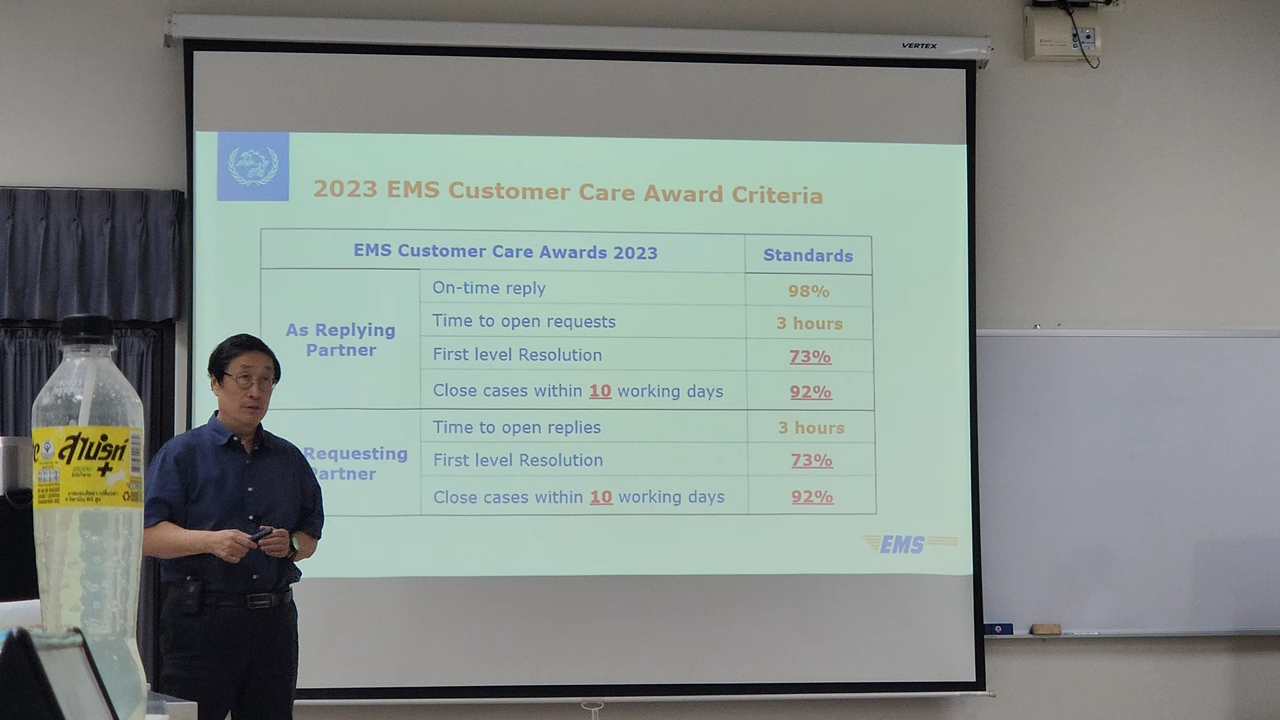 VERTEX
2023 EMS Customer Care Award Criteria
EMS Customer Care Awards 2023 Standards
As Replying
Partner
On-time reply 98%
Time to open requests 3 hours
First level Resolution 73%
Close cases within 10 working days 92%
Requesting
Partner
Time to open replies 3 hours
First level Resolution 73%
Close cases within 10 working days 92%
EMS